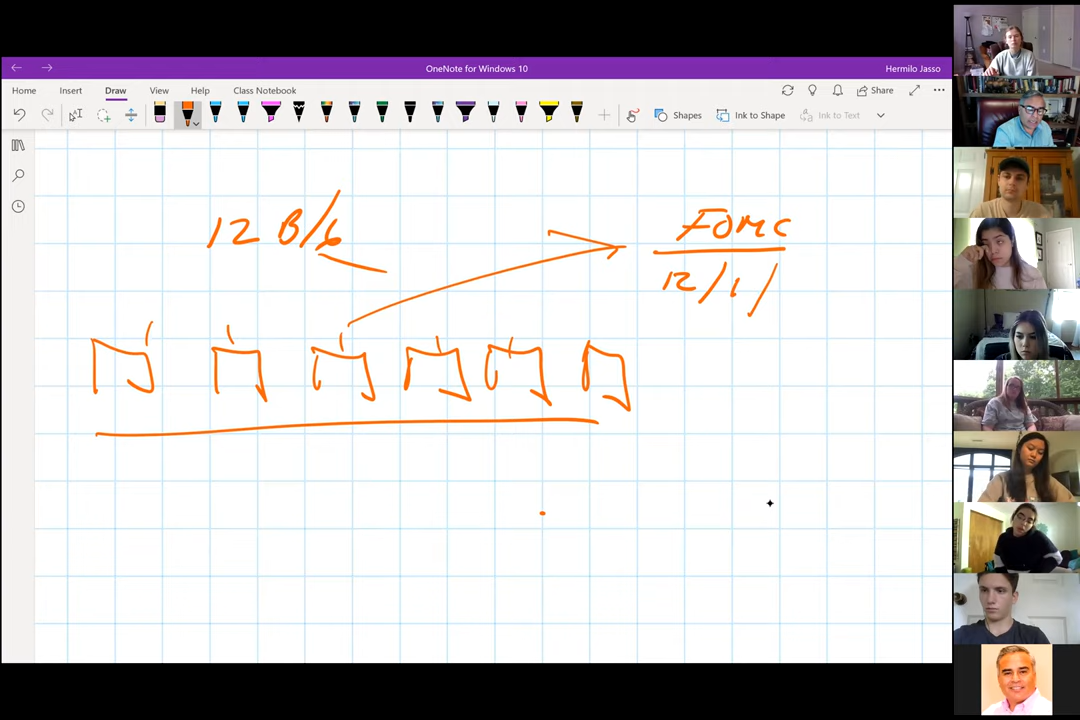 OneNote for Windows 10
Hermilo Jasso
Home Insert Draw View Help Class Notebook
Share
Shapes Ink to Shape Ink to Text
12 B/6
FOMC
12/1/